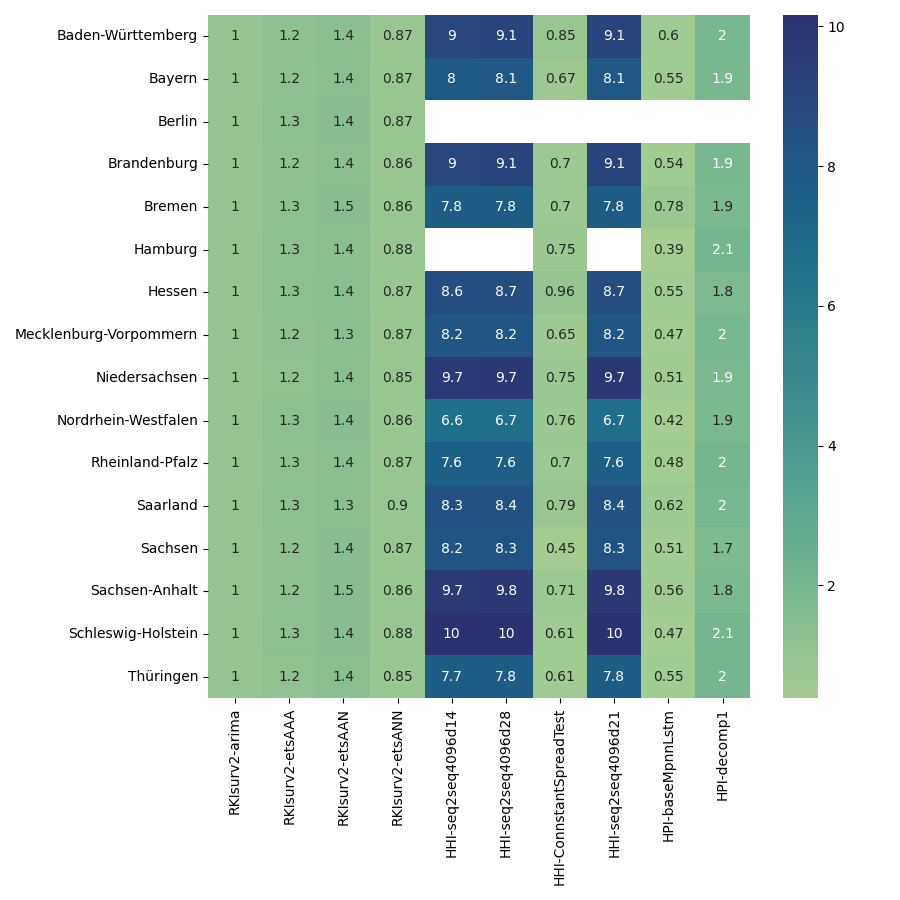 Baden-Württemberg 1 1.2 1.4 0.87 9 9.1 0.85 9.1 0.6 2
Bayern 1 1.2 1.4 0.87 8 8.1 0.67 8.1 0.55 1.9
Berlin 1 1.3 1.4 0.87
Brandenburg 1 1.2 1.4 0.86 9 9.1 0.7 9.1 0.54 1.9
Bremen 1 1.3 1.5 0.86 7.8 7.8 0.7 7.8 0.78 1.9
Hamburg 1 1.3 1.4 0.88 0.75 0.39 2.1
Hessen 1 1.3 1.4 0.87 8.6 8.7 0.96 8.7 0.55 1.8
Mecklenburg-Vorpommern 1 1.2 1.3 0.87 8.2 8.2 0.65 8.2 0.47 2
Niedersachsen 1 1.2 1.4 0.85 9.7 9.7 0.75 9.7 0.51 1.9
Nordrhein-Westfalen 1 1.3 1.4 0.86 6.6 6.7 0.76 6.7 0.42 1.9
Rheinland-Pfalz 1 1.3 1.4 0.87 7.6 7.6 0.7 7.6 0.48 2
Saarland 1 1.3 1.3 0.9 8.3 8.4 0.79 8.4 0.62 2
Sachsen 1 1.2 1.4 0.87 8.2 8.3 0.45 8.3 0.51 1.7
Sachsen-Anhalt 1 1.2 1.5 0.86 9.7 9.8 0.71 9.8 0.56 1.8
Schleswig-Holstein 1 1.3 1.4 0.88 10 10 0.61 10 0.47 2.1
Thüringen 1 1.2 1.4 0.85 7.7 7.8 0.61 7.8 0.55 2
RKIsurv2-arima
RKIsurv2-etsAAA
RKIsurv2-etsAAN
RKIsurv2-etsANN
HHI-seq2seq4096d14
HHI-seq2seq4096d28
HHI-ConnstantSpreadTest
HHI-seq2seq4096d21
HPI-baseMpnnLstm
HPI-decomp1
10
8
6
4
2